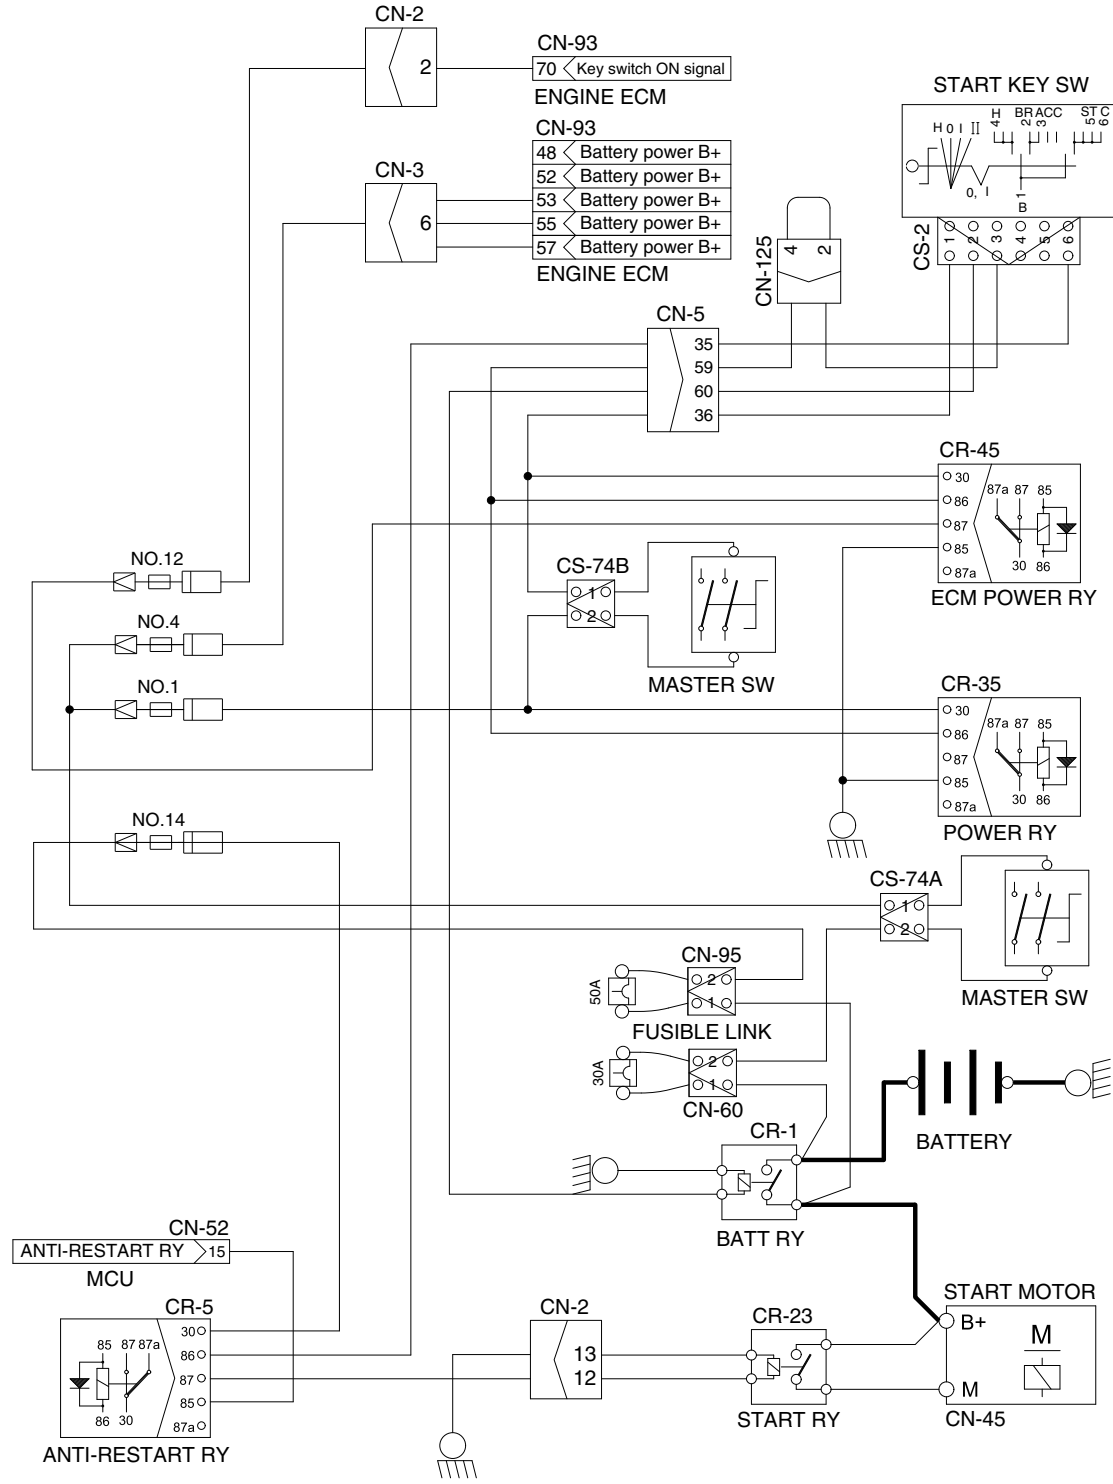 CN-2
2
CN-93
70 Key switch ON signal
ENGINE ECM
CN-93
48 Battery power B+
52 Battery power B+
53 Battery power B+
55 Battery power B+
57 Battery power B+
ENGINE ECM
CN-3
6
START KEY SW
H BR ACC ST C
4 2 3 5 6
H 0 I II
0, I
1
B
CS-2
1 2 3 4 5 6
CN-125
4 2
CN-5
35
59
60
36
CR-45
30
86
87
85
87a
87a 87 85
30 86
ECM POWER RY
NO.12
NO.4
NO.1
NO.14
CS-74B
1
2
MASTER SW
CR-35
30
86
87
85
87a
87a 87 85
30 86
POWER RY
CS-74A
1
2
MASTER SW
CN-95
2
1
50A
FUSIBLE LINK
30A
2
1
CN-60
CR-1
BATT RY
BATTERY
CN-52
ANTI-RESTART RY 15
MCU
CR-5
30
86
87
85
87a
85 87 87a
86 30
ANTI-RESTART RY
CN-2
13
12
CR-23
START RY
START MOTOR
B+
M
M
CN-45